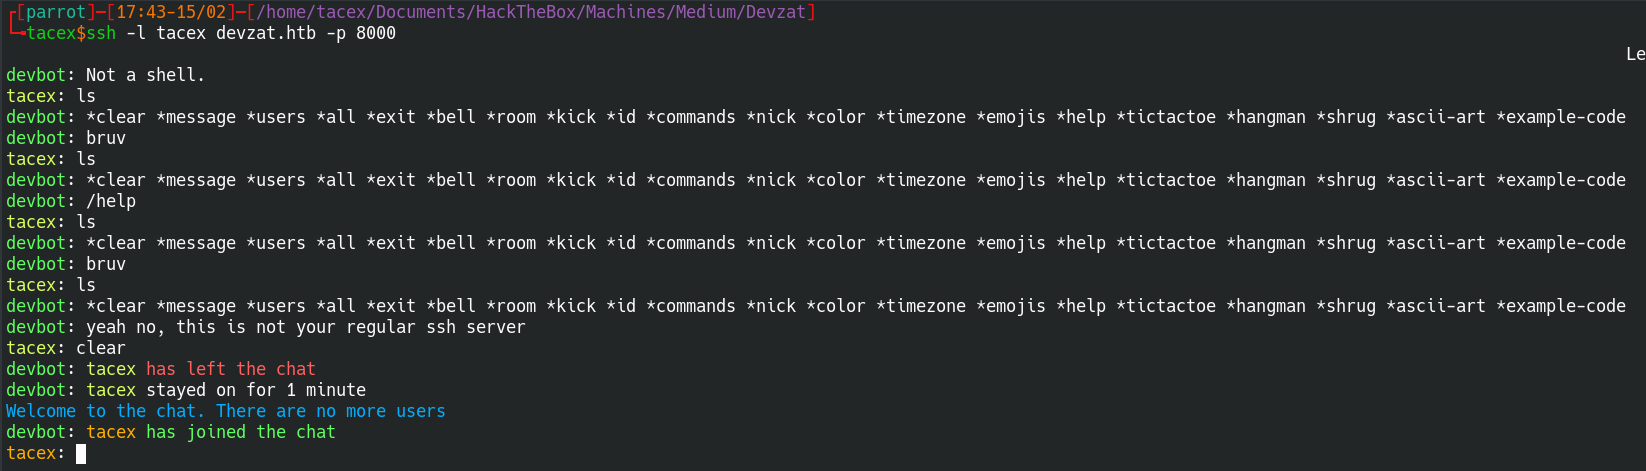 ┌[parrot]─[17:43-15/02]─[/home/tacex/Documents/HackTheBox/Machines/Medium/Devzat]
└╼tacex$ssh -l tacex devzat.htb -p 8000
Le
devbot: Not a shell.
tacex: ls
devbot: *clear *message *users *all *exit *bell *room *kick *id *commands *nick *color *timezone *emojis *help *tictactoe *hangman *shrug *ascii-art *example-code
devbot: bruv
tacex: ls
devbot: *clear *message *users *all *exit *bell *room *kick *id *commands *nick *color *timezone *emojis *help *tictactoe *hangman *shrug *ascii-art *example-code
devbot: /help
tacex: ls
devbot: *clear *message *users *all *exit *bell *room *kick *id *commands *nick *color *timezone *emojis *help *tictactoe *hangman *shrug *ascii-art *example-code
devbot: bruv
tacex: ls
devbot: *clear *message *users *all *exit *bell *room *kick *id *commands *nick *color *timezone *emojis *help *tictactoe *hangman *shrug *ascii-art *example-code
devbot: yeah no, this is not your regular ssh server
tacex: clear
devbot: tacex has left the chat
devbot: tacex stayed on for 1 minute
Welcome to the chat. There are no more users
devbot: tacex has joined the chat
tacex: